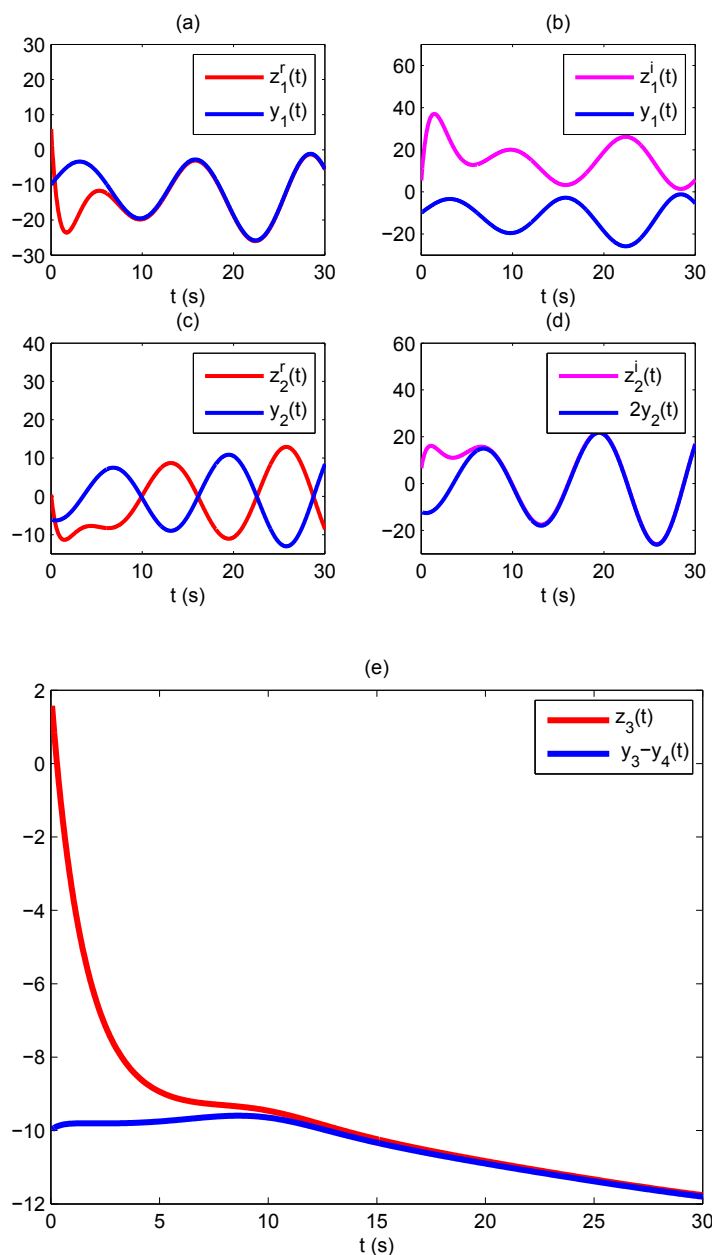 (a)
30
20
10
0
−10
−20
−30
0 10 20 30
t (s)
z₁ʳ(t)
y₁(t)
(b)
60
40
20
0
−20
0 10 20 30
t (s)
z₁ⁱ(t)
y₁(t)
(c)
40
30
20
10
0
−10
0 10 20 30
t (s)
z₂ʳ(t)
y₂(t)
(d)
60
40
20
0
−20
0 10 20 30
t (s)
z₂ⁱ(t)
2y₂(t)
(e)
2
0
−2
−4
−6
−8
−10
−12
0 5 10 15 20 25 30
t (s)
z₃(t)
y₃−y₄(t)